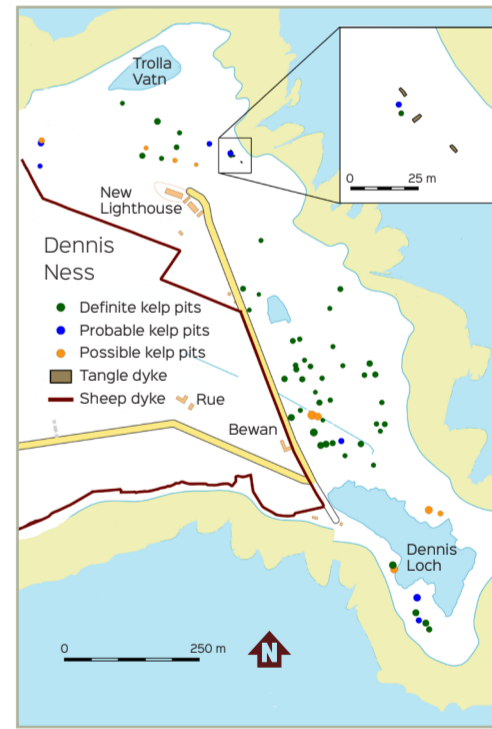 Trolla
Vatn
0 25 m
New
Lighthouse
Dennis
Ness
Definite kelp pits
Probable kelp pits
Possible kelp pits
Tangle dyke
Sheep dyke
Rue
Bewan
Dennis
Loch
0 250 m
N